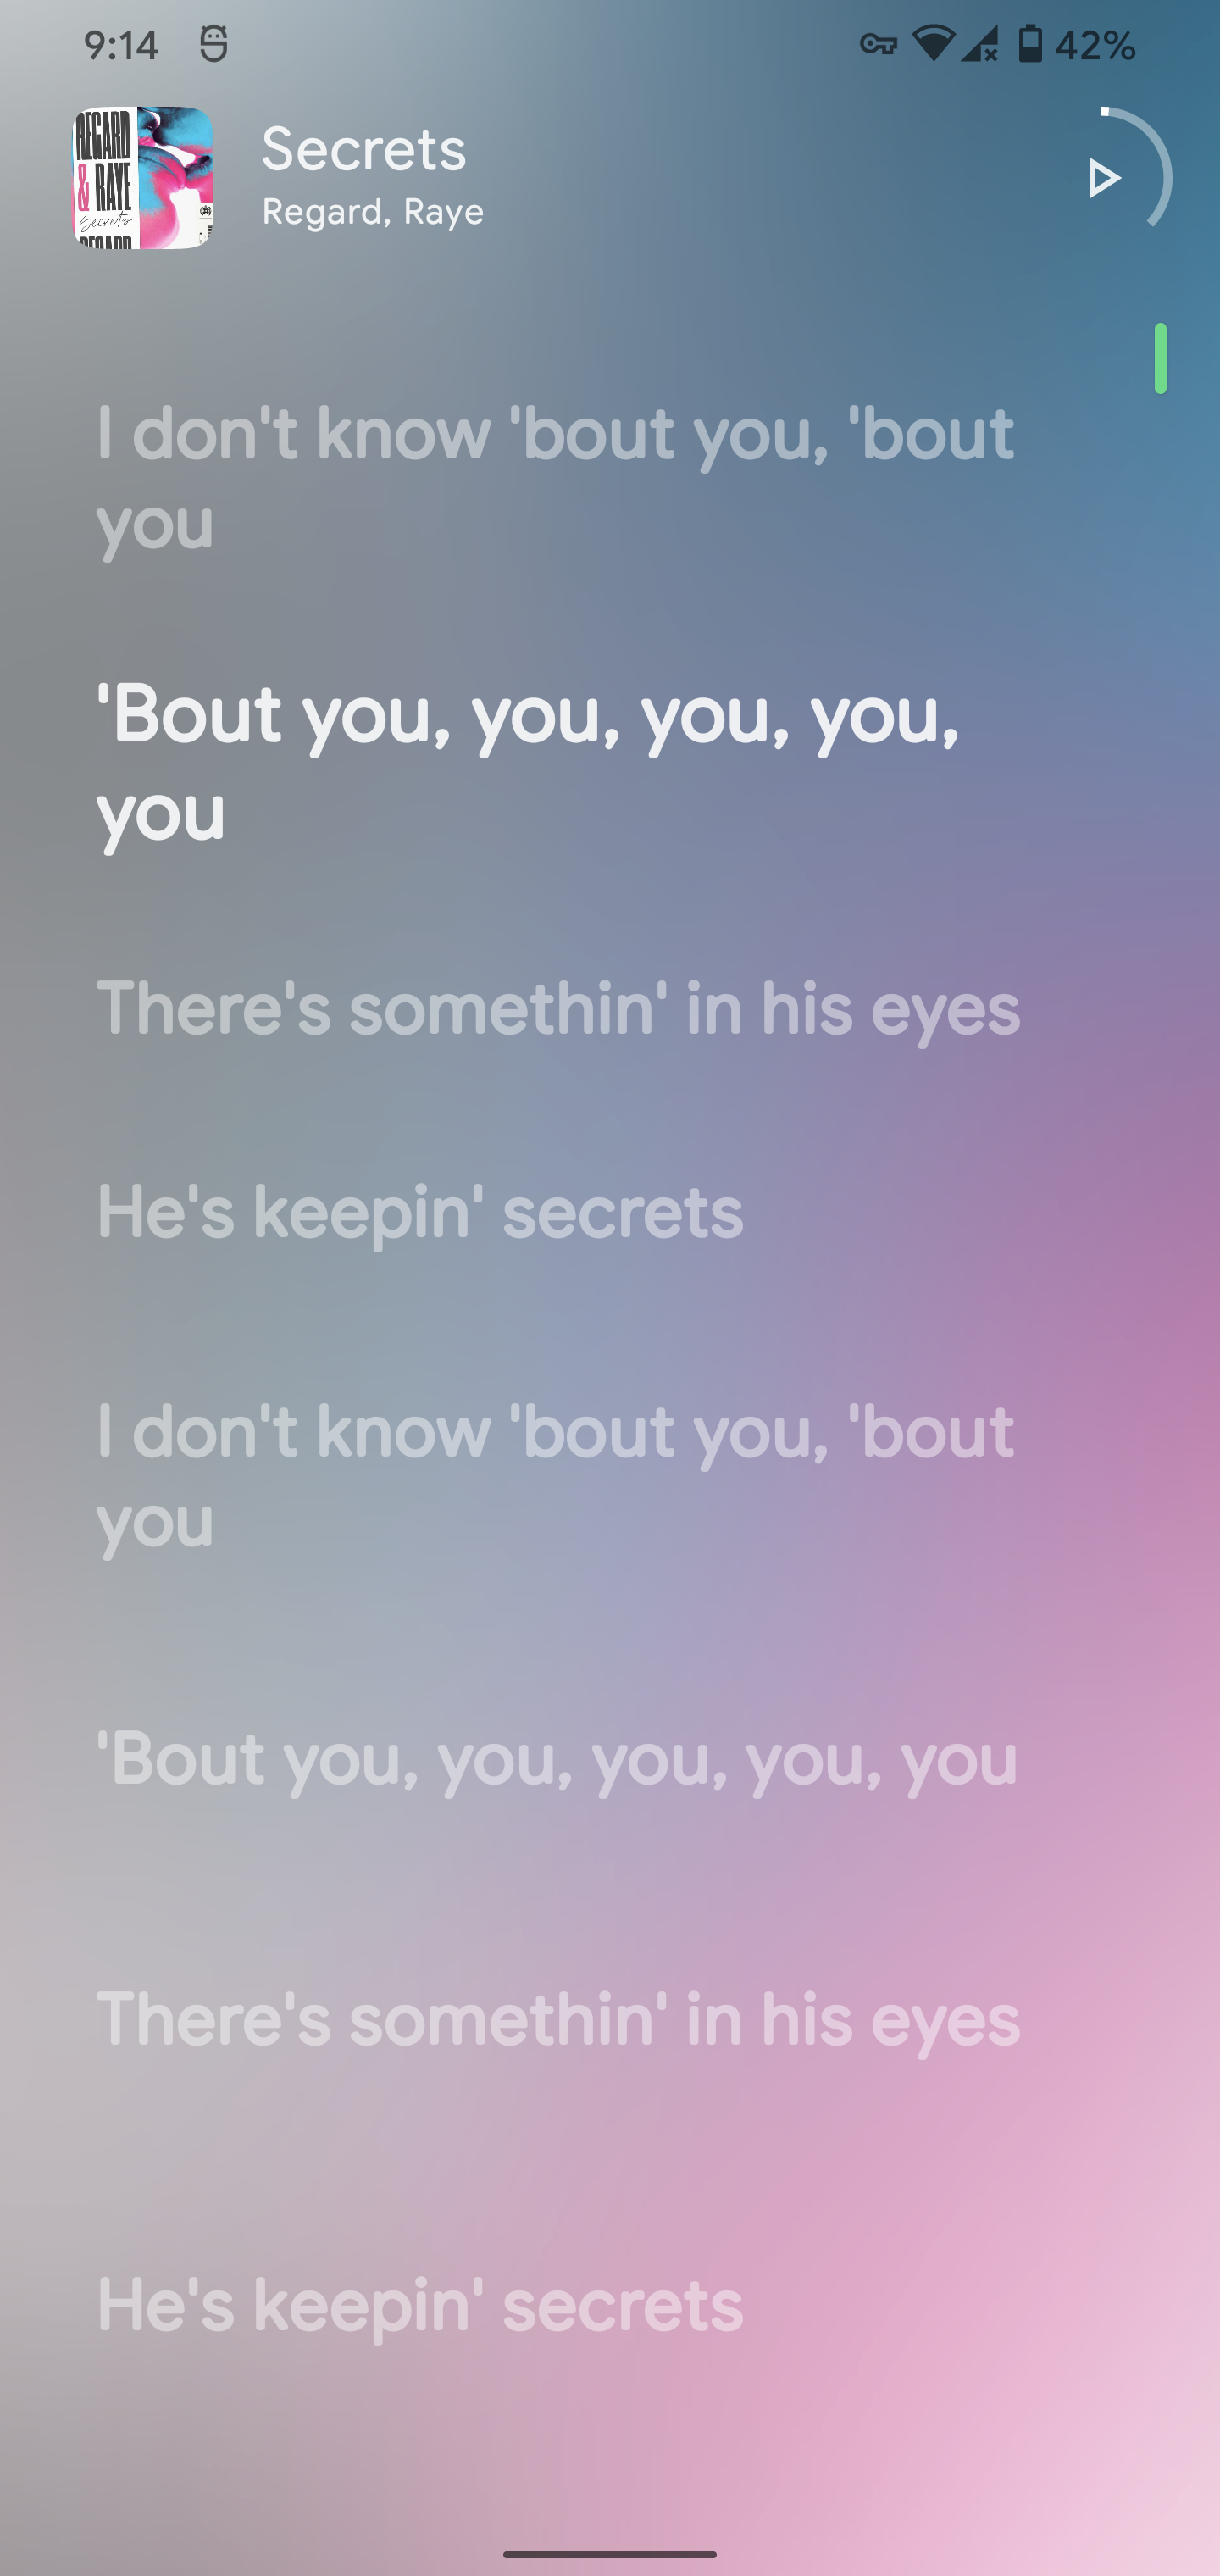 9:14 42%
REGARD
& RAYE
Secrets
REGARD
Secrets
Regard, Raye
I don't know 'bout you, 'bout
you
'Bout you, you, you, you,
you
There's somethin' in his eyes
He's keepin' secrets
I don't know 'bout you, 'bout
you
'Bout you, you, you, you, you
There's somethin' in his eyes
He's keepin' secrets